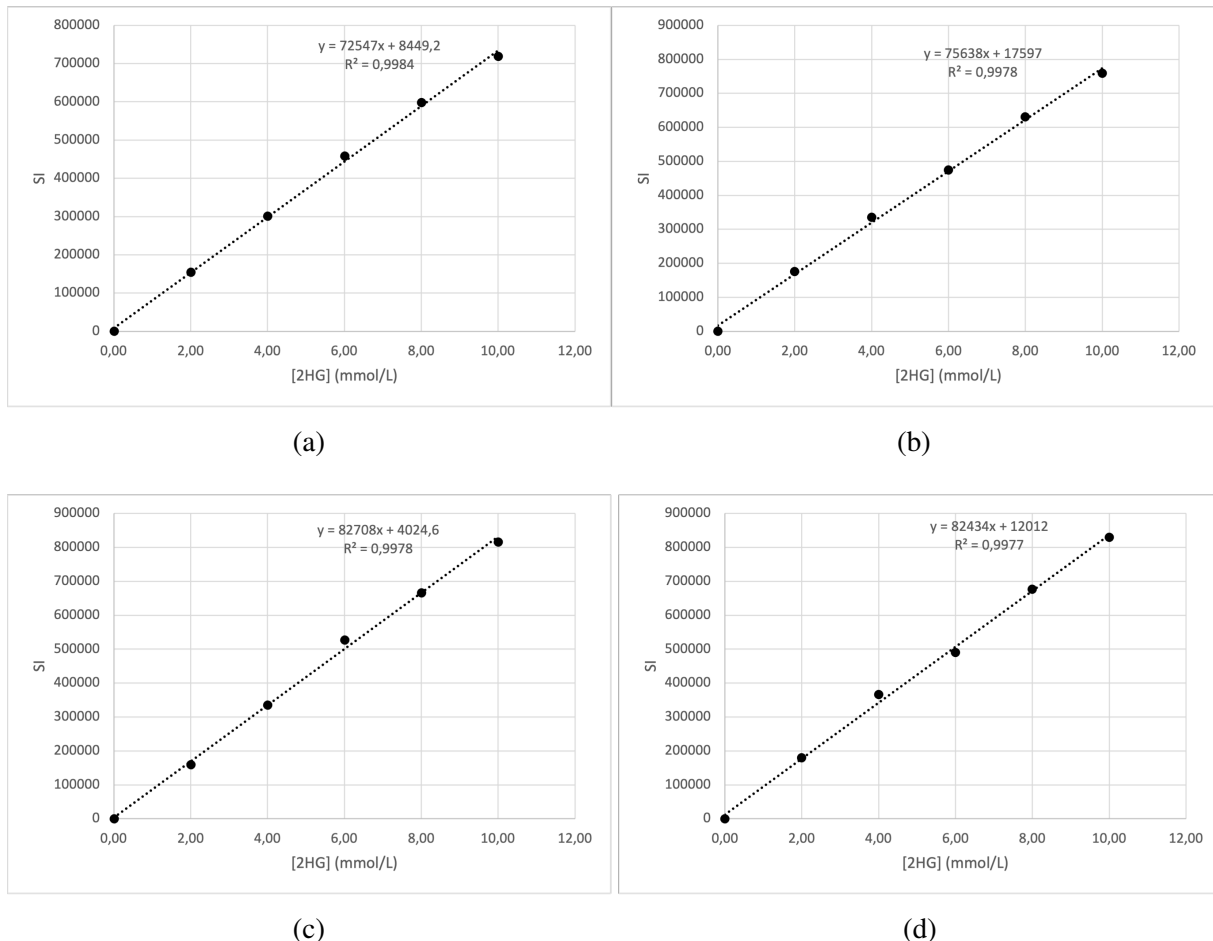 800000
700000
600000
500000
400000
300000
200000
100000
0
SI
y = 72547x + 8449,2
R² = 0,9984
0,00 2,00 4,00 6,00 8,00 10,00 12,00
[2HG] (mmol/L)
(a)
900000
800000
700000
600000
500000
400000
300000
200000
100000
0
SI
y = 75638x + 17597
R² = 0,9978
0,00 2,00 4,00 6,00 8,00 10,00 12,00
[2HG] (mmol/L)
(b)
900000
800000
700000
600000
500000
400000
300000
200000
100000
0
SI
y = 82708x + 4024,6
R² = 0,9978
0,00 2,00 4,00 6,00 8,00 10,00 12,00
[2HG] (mmol/L)
(c)
900000
800000
700000
600000
500000
400000
300000
200000
100000
0
SI
y = 82434x + 12012
R² = 0,9977
0,00 2,00 4,00 6,00 8,00 10,00 12,00
[2HG] (mmol/L)
(d)